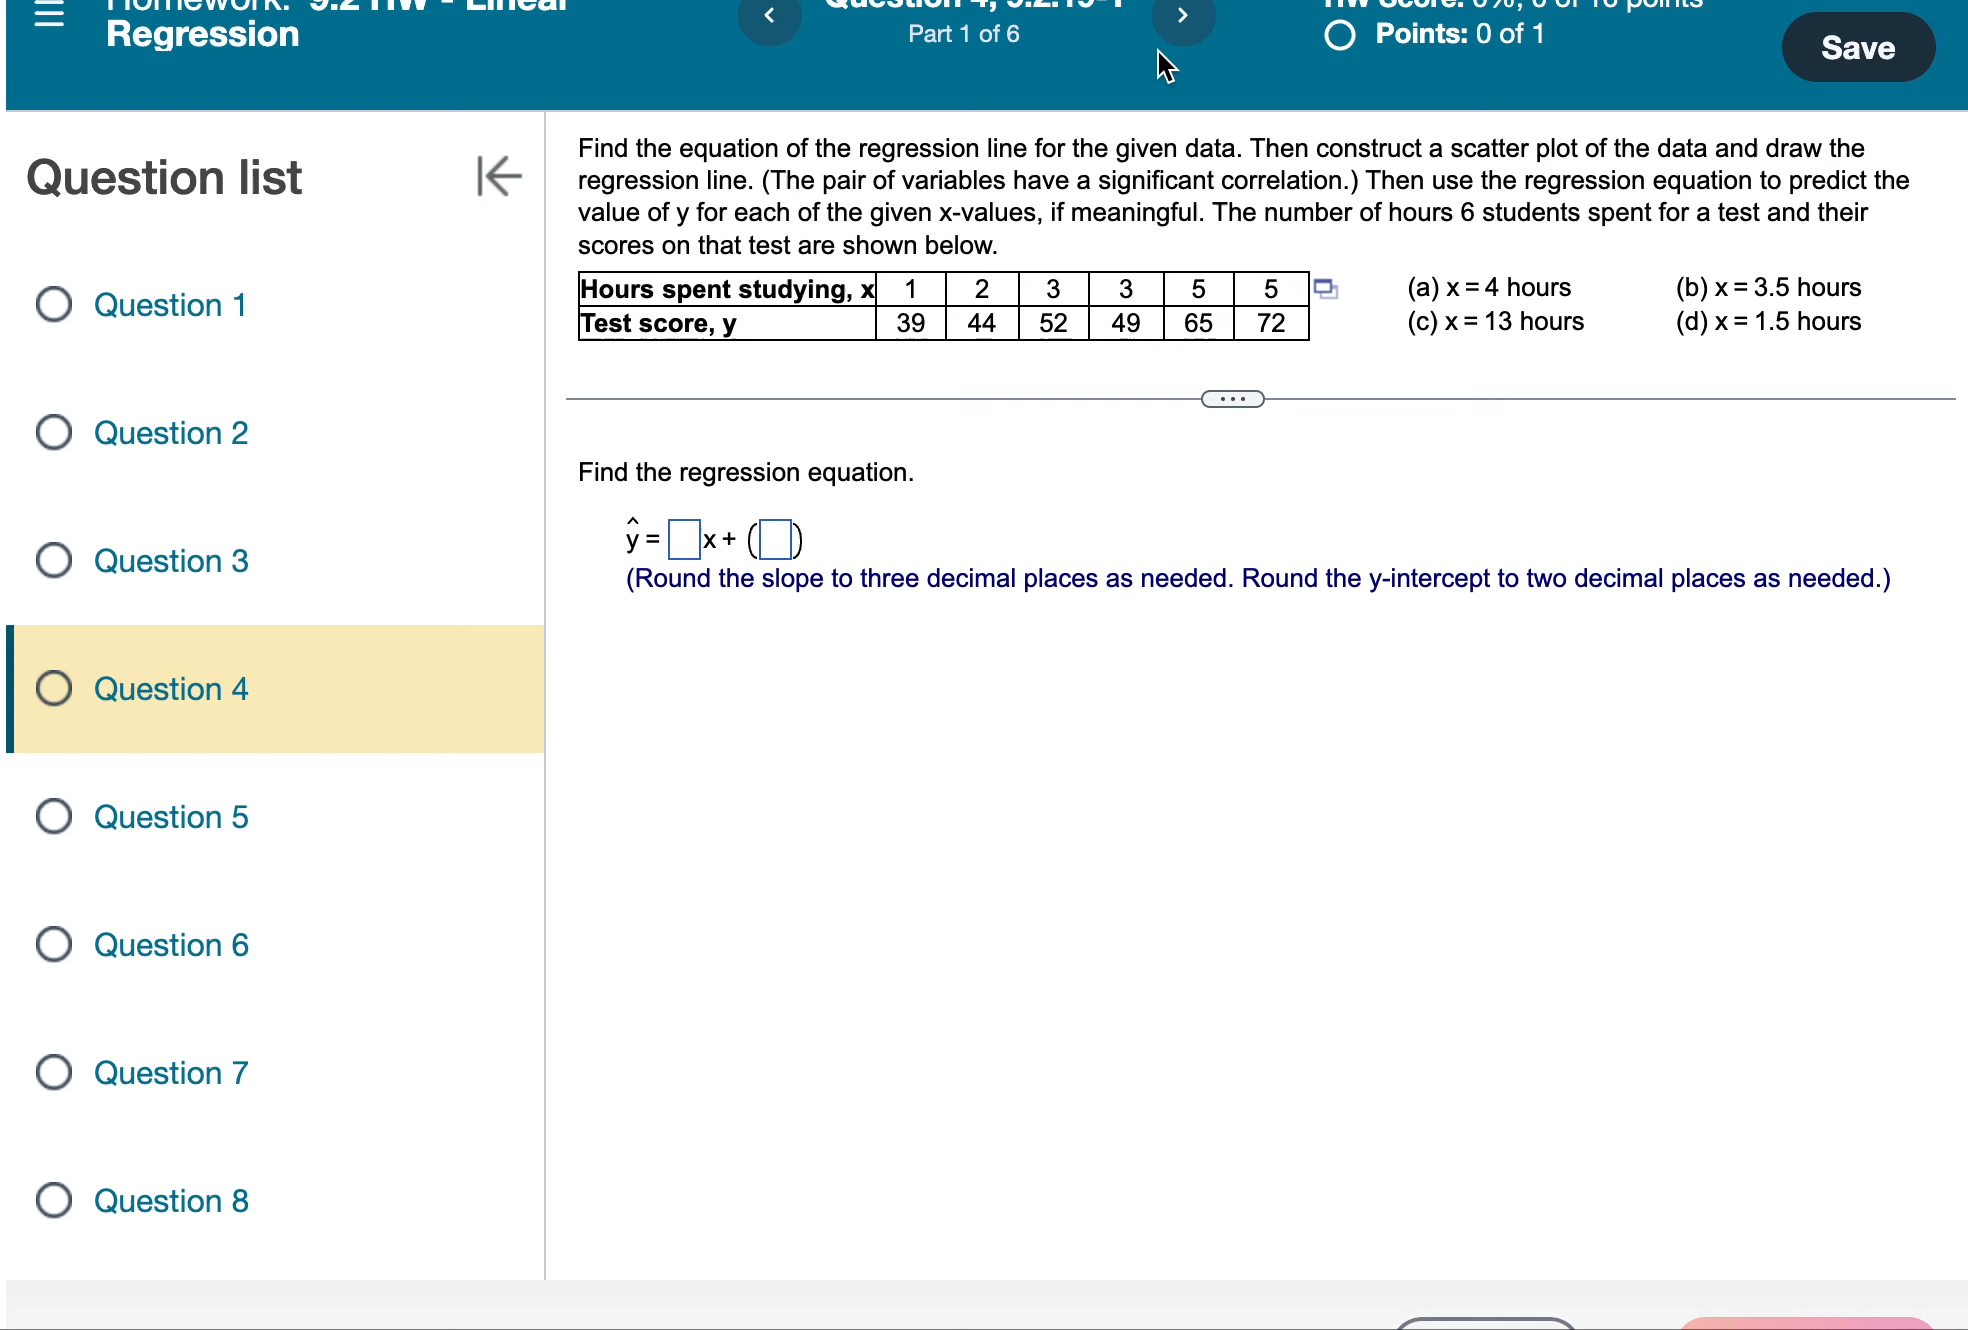 Homework: 9.2 HW - Linear
Regression
Part 1 of 6
Points: 0 of 1
Save
Question list
Question 1
Question 2
Question 3
Question 4
Question 5
Question 6
Question 7
Question 8
Find the equation of the regression line for the given data. Then construct a scatter plot of the data and draw the
regression line. (The pair of variables have a significant correlation.) Then use the regression equation to predict the
value of y for each of the given x-values, if meaningful. The number of hours 6 students spent for a test and their
scores on that test are shown below.
Hours spent studying, x 1 2 3 3 5 5
Test score, y 39 44 52 49 65 72
(a) x = 4 hours (b) x = 3.5 hours
(c) x = 13 hours (d) x = 1.5 hours
Find the regression equation.
ŷ = x + ( )
(Round the slope to three decimal places as needed. Round the y-intercept to two decimal places as needed.)